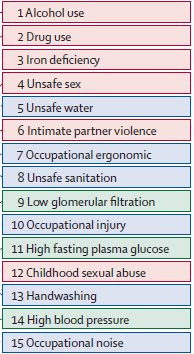 1 Alcohol use
2 Drug use
3 Iron deficiency
4 Unsafe sex
5 Unsafe water
6 Intimate partner violence
7 Occupational ergonomic
8 Unsafe sanitation
9 Low glomerular filtration
10 Occupational injury
11 High fasting plasma glucose
12 Childhood sexual abuse
13 Handwashing
14 High blood pressure
15 Occupational noise